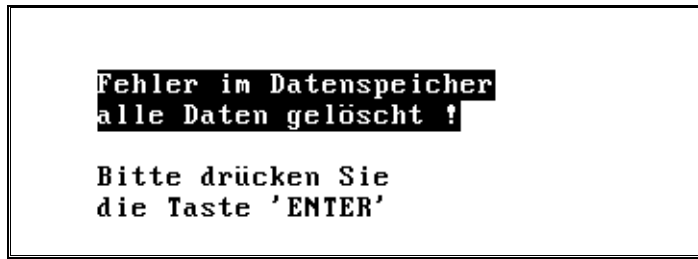 Fehler im Datenspeicher
alle Daten gelöscht !
Bitte drücken Sie
die Taste 'ENTER'